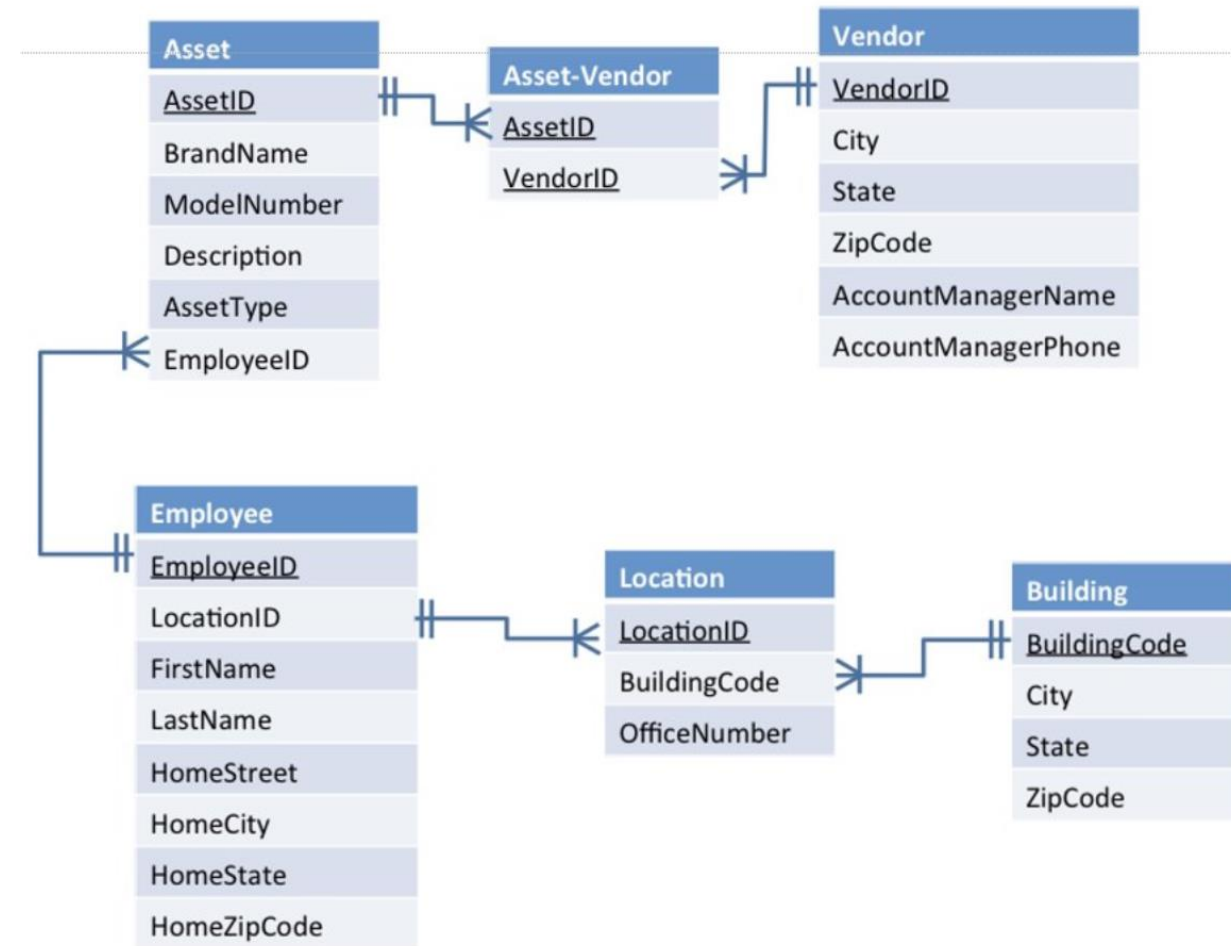 Asset
AssetID
BrandName
ModelNumber
Description
AssetType
EmployeeID
Asset-Vendor
AssetID
VendorID
Vendor
VendorID
City
State
ZipCode
AccountManagerName
AccountManagerPhone
Employee
EmployeeID
LocationID
FirstName
LastName
HomeStreet
HomeCity
HomeState
HomeZipCode
Location
LocationID
BuildingCode
OfficeNumber
Building
BuildingCode
City
State
ZipCode